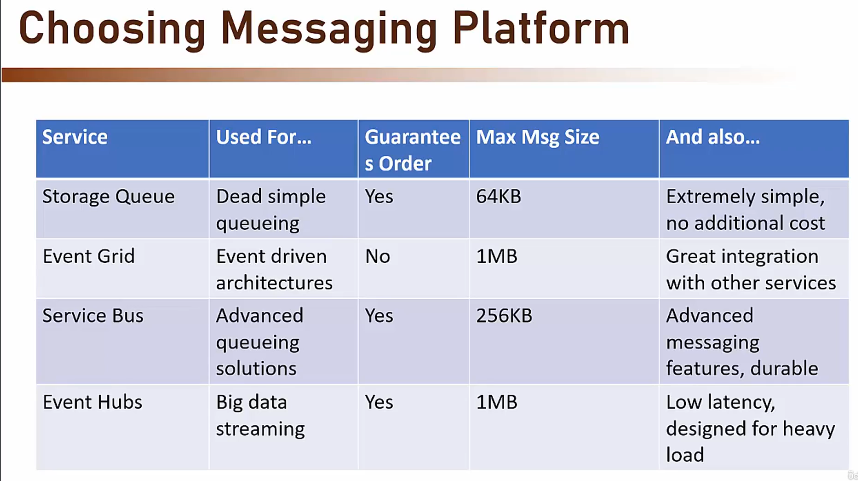 Choosing Messaging Platform
Service
Used For…
Guarantee
s Order
Max Msg Size
And also…
Storage Queue
Dead simple
queueing
Yes
64KB
Extremely simple,
no additional cost
Event Grid
Event driven
architectures
No
1MB
Great integration
with other services
Service Bus
Advanced
queueing
solutions
Yes
256KB
Advanced
messaging
features, durable
Event Hubs
Big data
streaming
Yes
1MB
Low latency,
designed for heavy
load